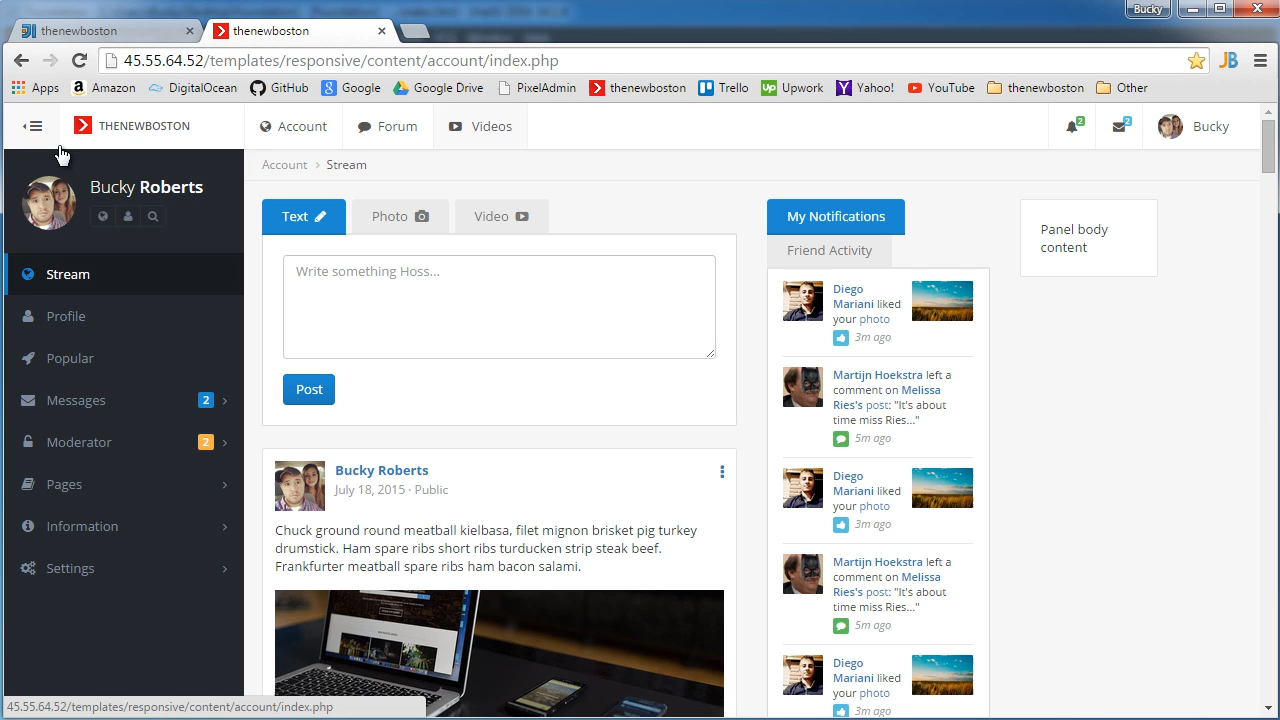 Bucky
thenewboston
thenewboston
45.55.64.52/templates/responsive/content/account/index.php
Apps
Amazon
DigitalOcean
GitHub
Google
Google Drive
PixelAdmin
thenewboston
Trello
Up Upwork
Yahoo!
YouTube
thenewboston
Other
JB
THENEWBOSTON
Account
Forum
Videos
2
2
Bucky
Bucky Roberts
Stream
Profile
Popular
Messages 2
Moderator 2
Pages
Information
Settings
Account › Stream
Text
Photo
Video
Write something Hoss...
Post
Bucky Roberts
July 18, 2015 · Public
Chuck ground round meatball kielbasa, filet mignon brisket pig turkey
drumstick. Ham spare ribs short ribs turducken strip steak beef.
Frankfurter meatball spare ribs ham bacon salami.
My Notifications
Friend Activity
Diego
Mariani liked
your photo
3m ago
Martijn Hoekstra left a
comment on Melissa
Ries's post: "It's about
time miss Ries..."
5m ago
Diego
Mariani liked
your photo
3m ago
Martijn Hoekstra left a
comment on Melissa
Ries's post: "It's about
time miss Ries..."
5m ago
Diego
Mariani liked
your photo
3m ago
Panel body
content
45.55.64.52/templates/responsive/content/account/index.php